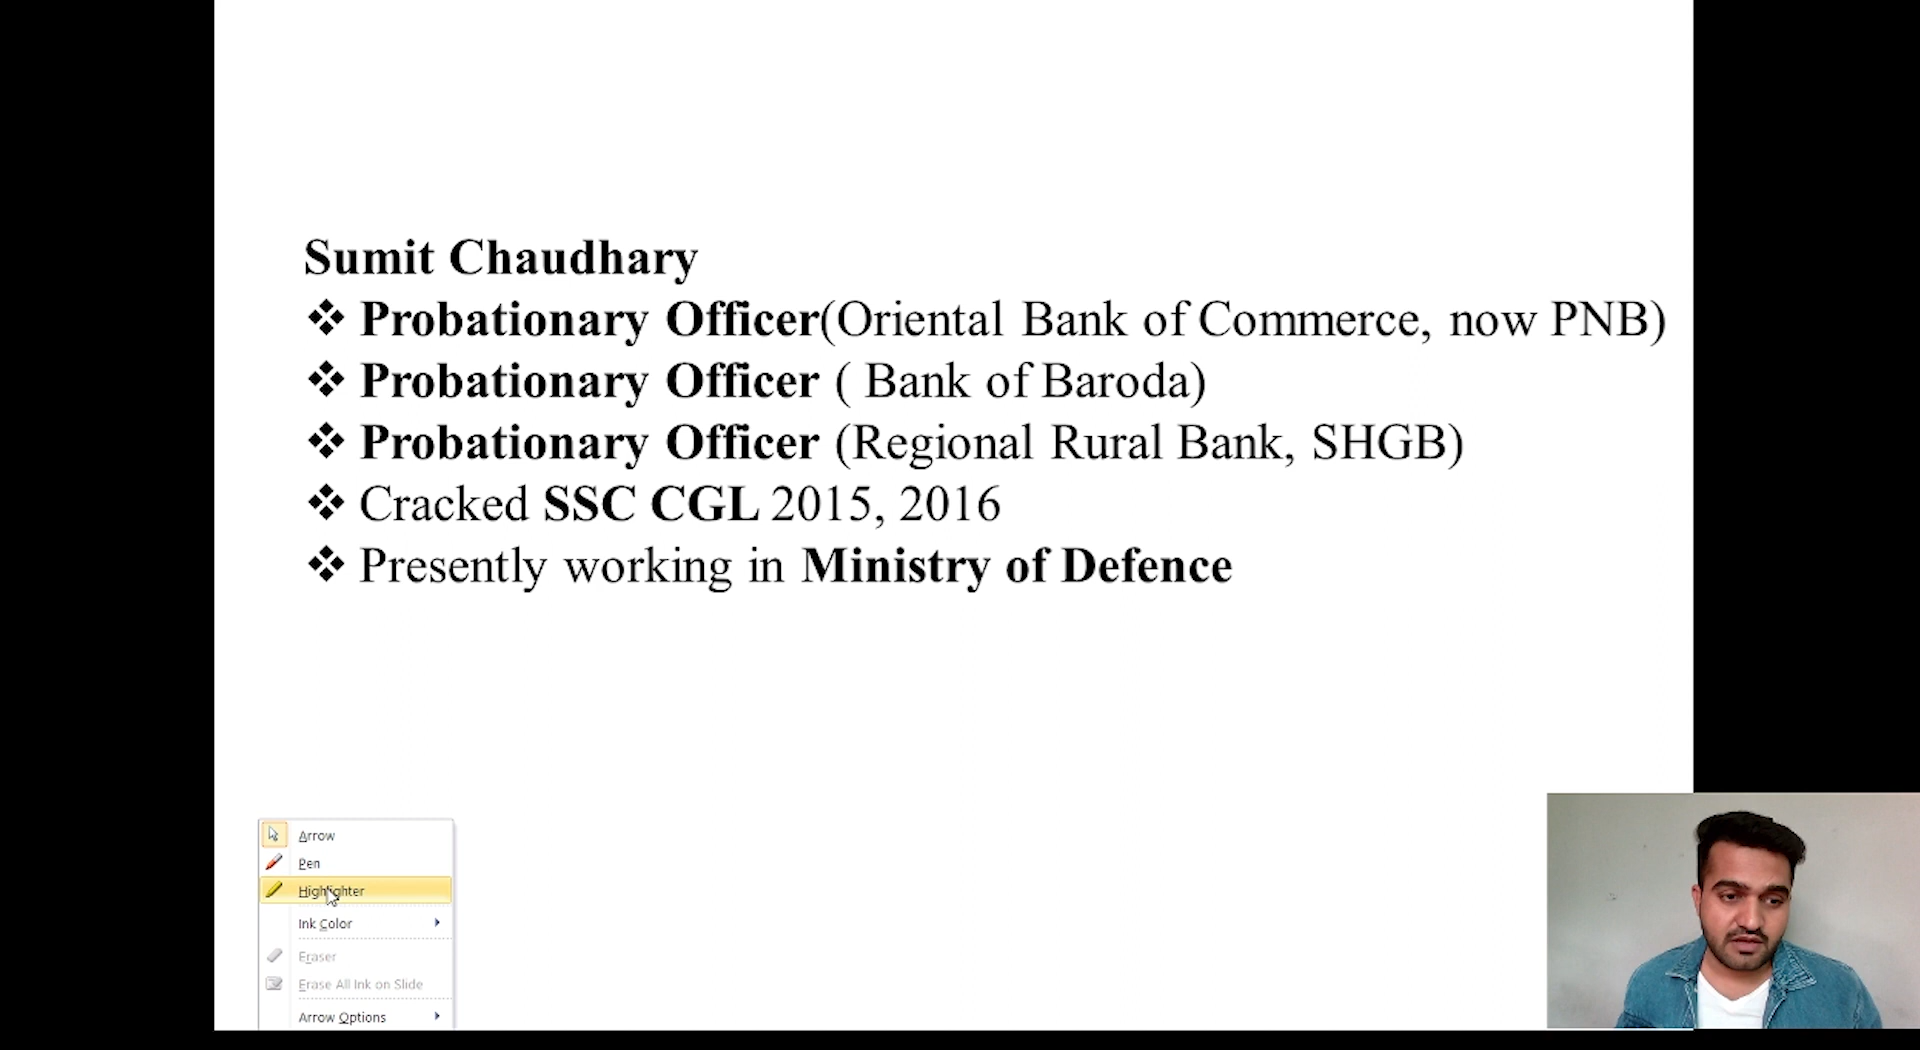 Sumit Chaudhary
❖ Probationary Officer(Oriental Bank of Commerce, now PNB)
❖ Probationary Officer ( Bank of Baroda)
❖ Probationary Officer (Regional Rural Bank, SHGB)
❖ Cracked SSC CGL 2015, 2016
❖ Presently working in Ministry of Defence
Arrow
Pen
Highlighter
Ink Color
Eraser
Erase All Ink on Slide
Arrow Options